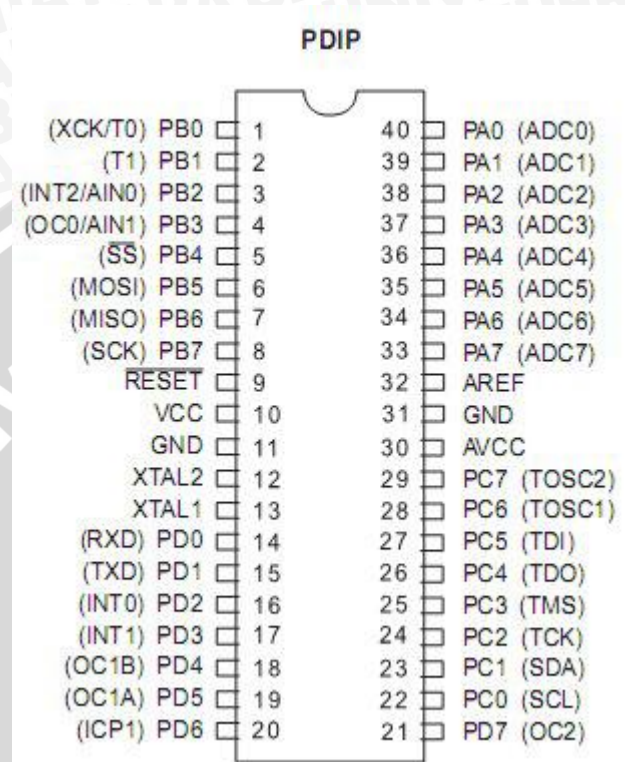 PDIP
(XCK/T0) PB0 1 40 PA0 (ADC0)
(T1) PB1 2 39 PA1 (ADC1)
(INT2/AIN0) PB2 3 38 PA2 (ADC2)
(OC0/AIN1) PB3 4 37 PA3 (ADC3)
(SS) PB4 5 36 PA4 (ADC4)
(MOSI) PB5 6 35 PA5 (ADC5)
(MISO) PB6 7 34 PA6 (ADC6)
(SCK) PB7 8 33 PA7 (ADC7)
RESET 9 32 AREF
VCC 10 31 GND
GND 11 30 AVCC
XTAL2 12 29 PC7 (TOSC2)
XTAL1 13 28 PC6 (TOSC1)
(RXD) PD0 14 27 PC5 (TDI)
(TXD) PD1 15 26 PC4 (TDO)
(INT0) PD2 16 25 PC3 (TMS)
(INT1) PD3 17 24 PC2 (TCK)
(OC1B) PD4 18 23 PC1 (SDA)
(OC1A) PD5 19 22 PC0 (SCL)
(ICP1) PD6 20 21 PD7 (OC2)